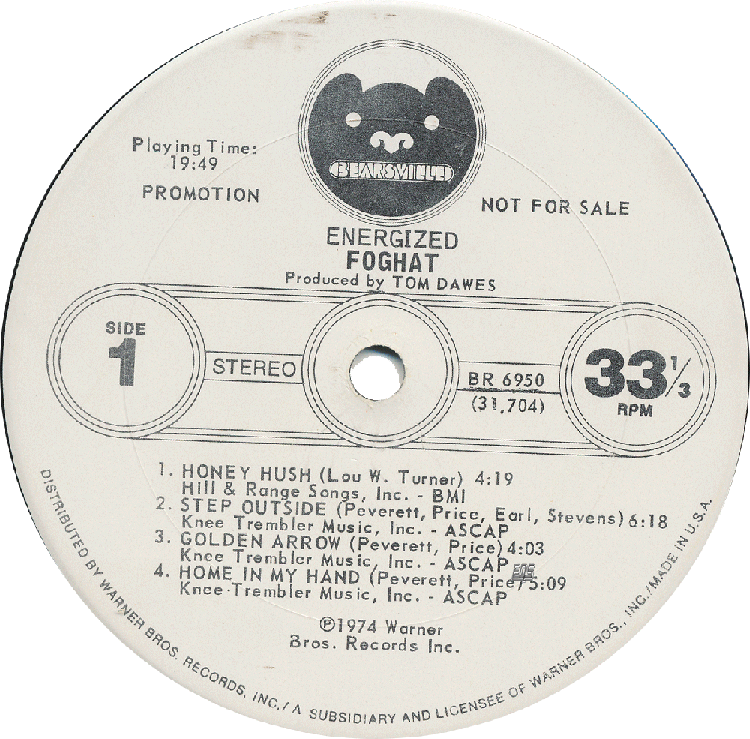 BEARSVILLE
Playing Time:
19:49
PROMOTION
NOT FOR SALE
ENERGIZED
FOGHAT
Produced by TOM DAWES
SIDE
1
STEREO
BR 6950
(31,704)
33 1/3
RPM
1. HONEY HUSH (Lou W. Turner) 4:19
Hill & Range Songs, Inc. - BMI
2. STEP OUTSIDE (Peverett, Price, Earl, Stevens) 6:18
Knee Trembler Music, Inc. - ASCAP
3. GOLDEN ARROW (Peverett, Price) 4:03
Knee Trembler Music, Inc. - ASCAP
4. HOME IN MY HAND (Peverett, Price) 5:09
Knee Trembler Music, Inc. - ASCAP
℗1974 Warner
Bros. Records Inc.
DISTRIBUTED BY WARNER BROS. RECORDS, INC./A SUBSIDIARY AND LICENSEE OF WARNER BROS., INC./MADE IN U.S.A.